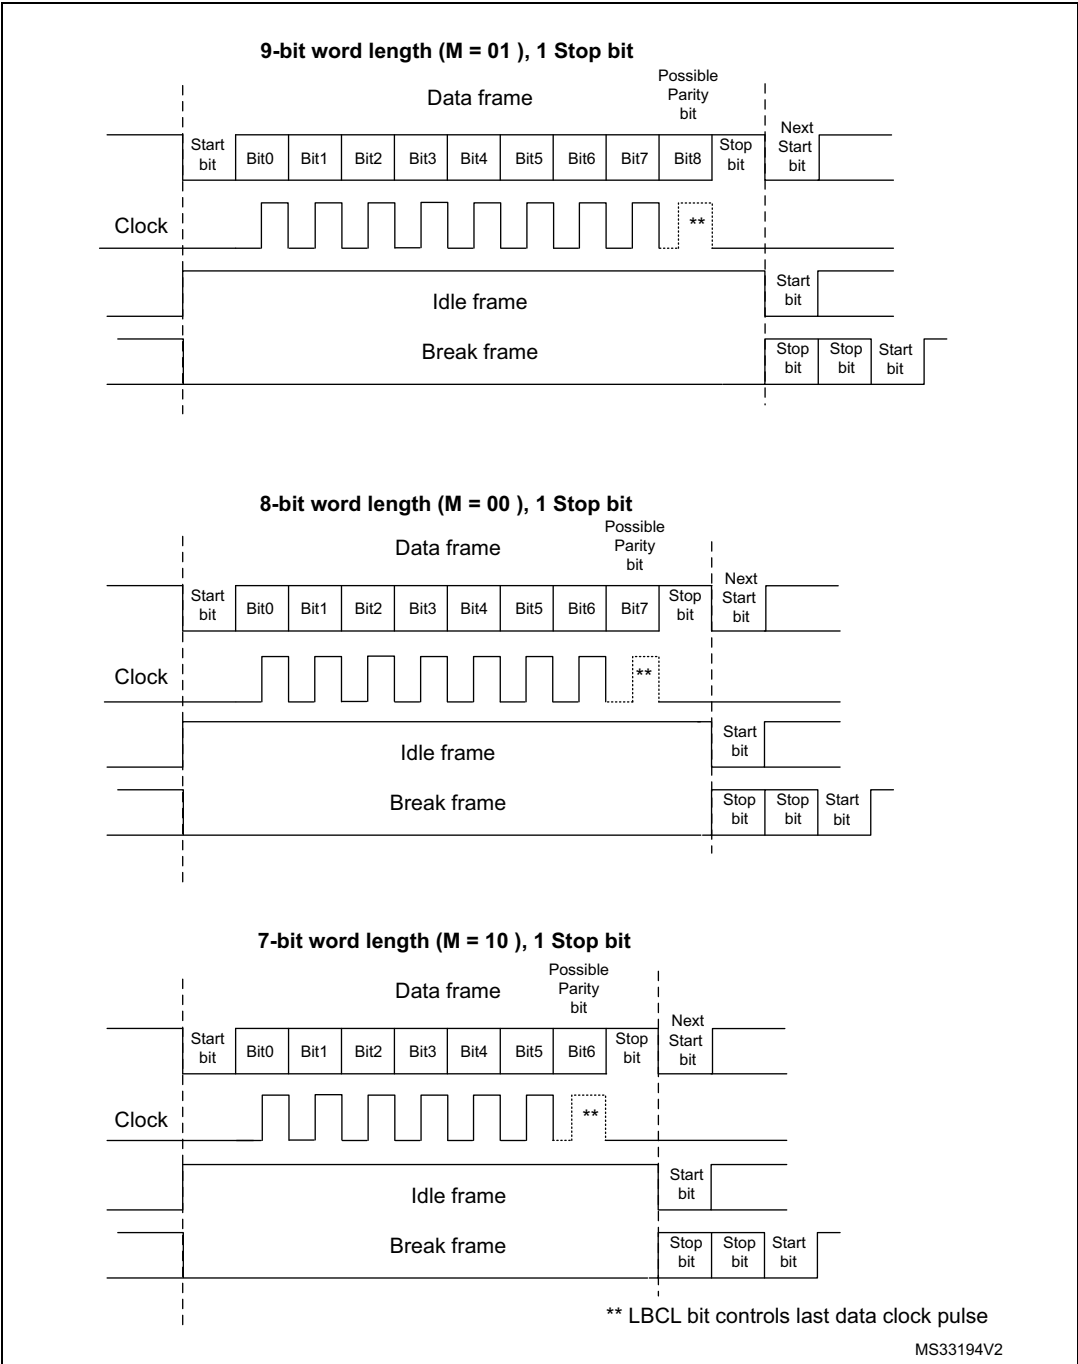 9-bit word length (M = 01 ), 1 Stop bit
Data frame
Possible
Parity
bit
Start
bit
Bit0
Bit1
Bit2
Bit3
Bit4
Bit5
Bit6
Bit7
Bit8
Stop
bit
Next
Start
bit
Clock
**
Idle frame
Start
bit
Break frame
Stop
bit
Stop
bit
Start
bit
8-bit word length (M = 00 ), 1 Stop bit
Data frame
Possible
Parity
bit
Start
bit
Bit0
Bit1
Bit2
Bit3
Bit4
Bit5
Bit6
Bit7
Stop
bit
Next
Start
bit
Clock
**
Idle frame
Start
bit
Break frame
Stop
bit
Stop
bit
Start
bit
7-bit word length (M = 10 ), 1 Stop bit
Data frame
Possible
Parity
bit
Start
bit
Bit0
Bit1
Bit2
Bit3
Bit4
Bit5
Bit6
Stop
bit
Next
Start
bit
Clock
**
Idle frame
Start
bit
Break frame
Stop
bit
Stop
bit
Start
bit
** LBCL bit controls last data clock pulse
MS33194V2